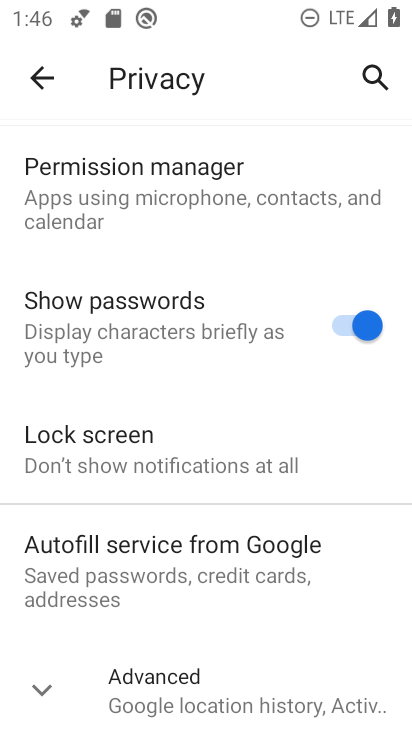 1:46
LTE
Privacy
Permission manager
Apps using microphone, contacts, and
calendar
Show passwords
Display characters briefly as
you type
Lock screen
Don't show notifications at all
Autofill service from Google
Saved passwords, credit cards,
addresses
Advanced
Google location history, Activ..